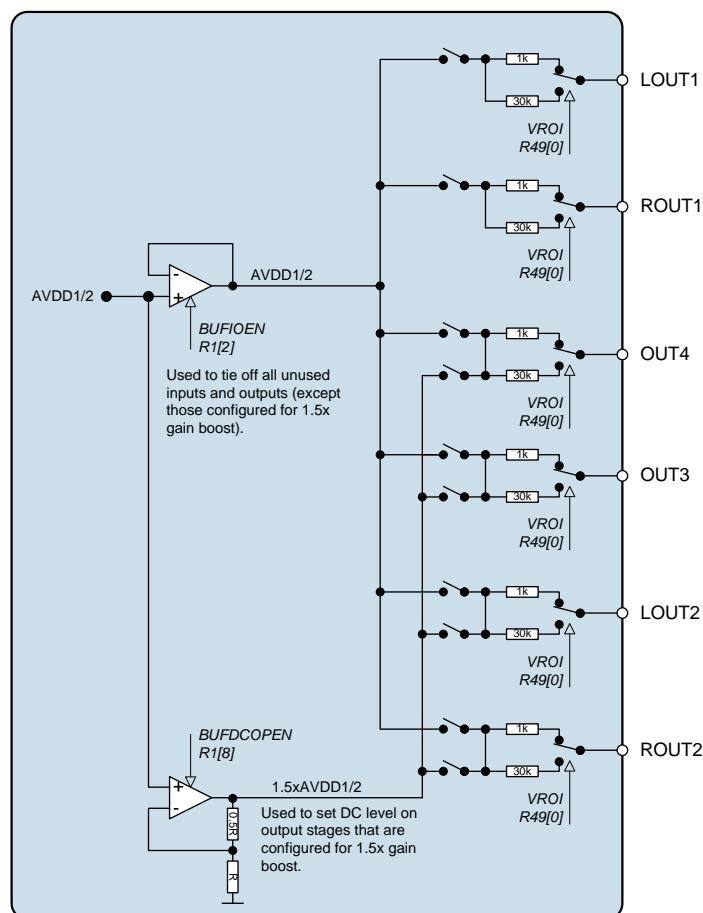 1k
LOUT1
30k
VROI
R49[0]
1k
ROUT1
30k
VROI
R49[0]
AVDD1/2
-
+
AVDD1/2
BUFIOEN
R1[2]
Used to tie off all unused
inputs and outputs (except
those configured for 1.5x
gain boost).
1k
OUT4
30k
VROI
R49[0]
1k
OUT3
30k
VROI
R49[0]
1k
LOUT2
30k
VROI
R49[0]
BUFDCOPEN
R1[8]
1k
ROUT2
30k
VROI
R49[0]
+
-
1.5xAVDD1/2
0.5R
R
Used to set DC level on
output stages that are
configured for 1.5x gain
boost.